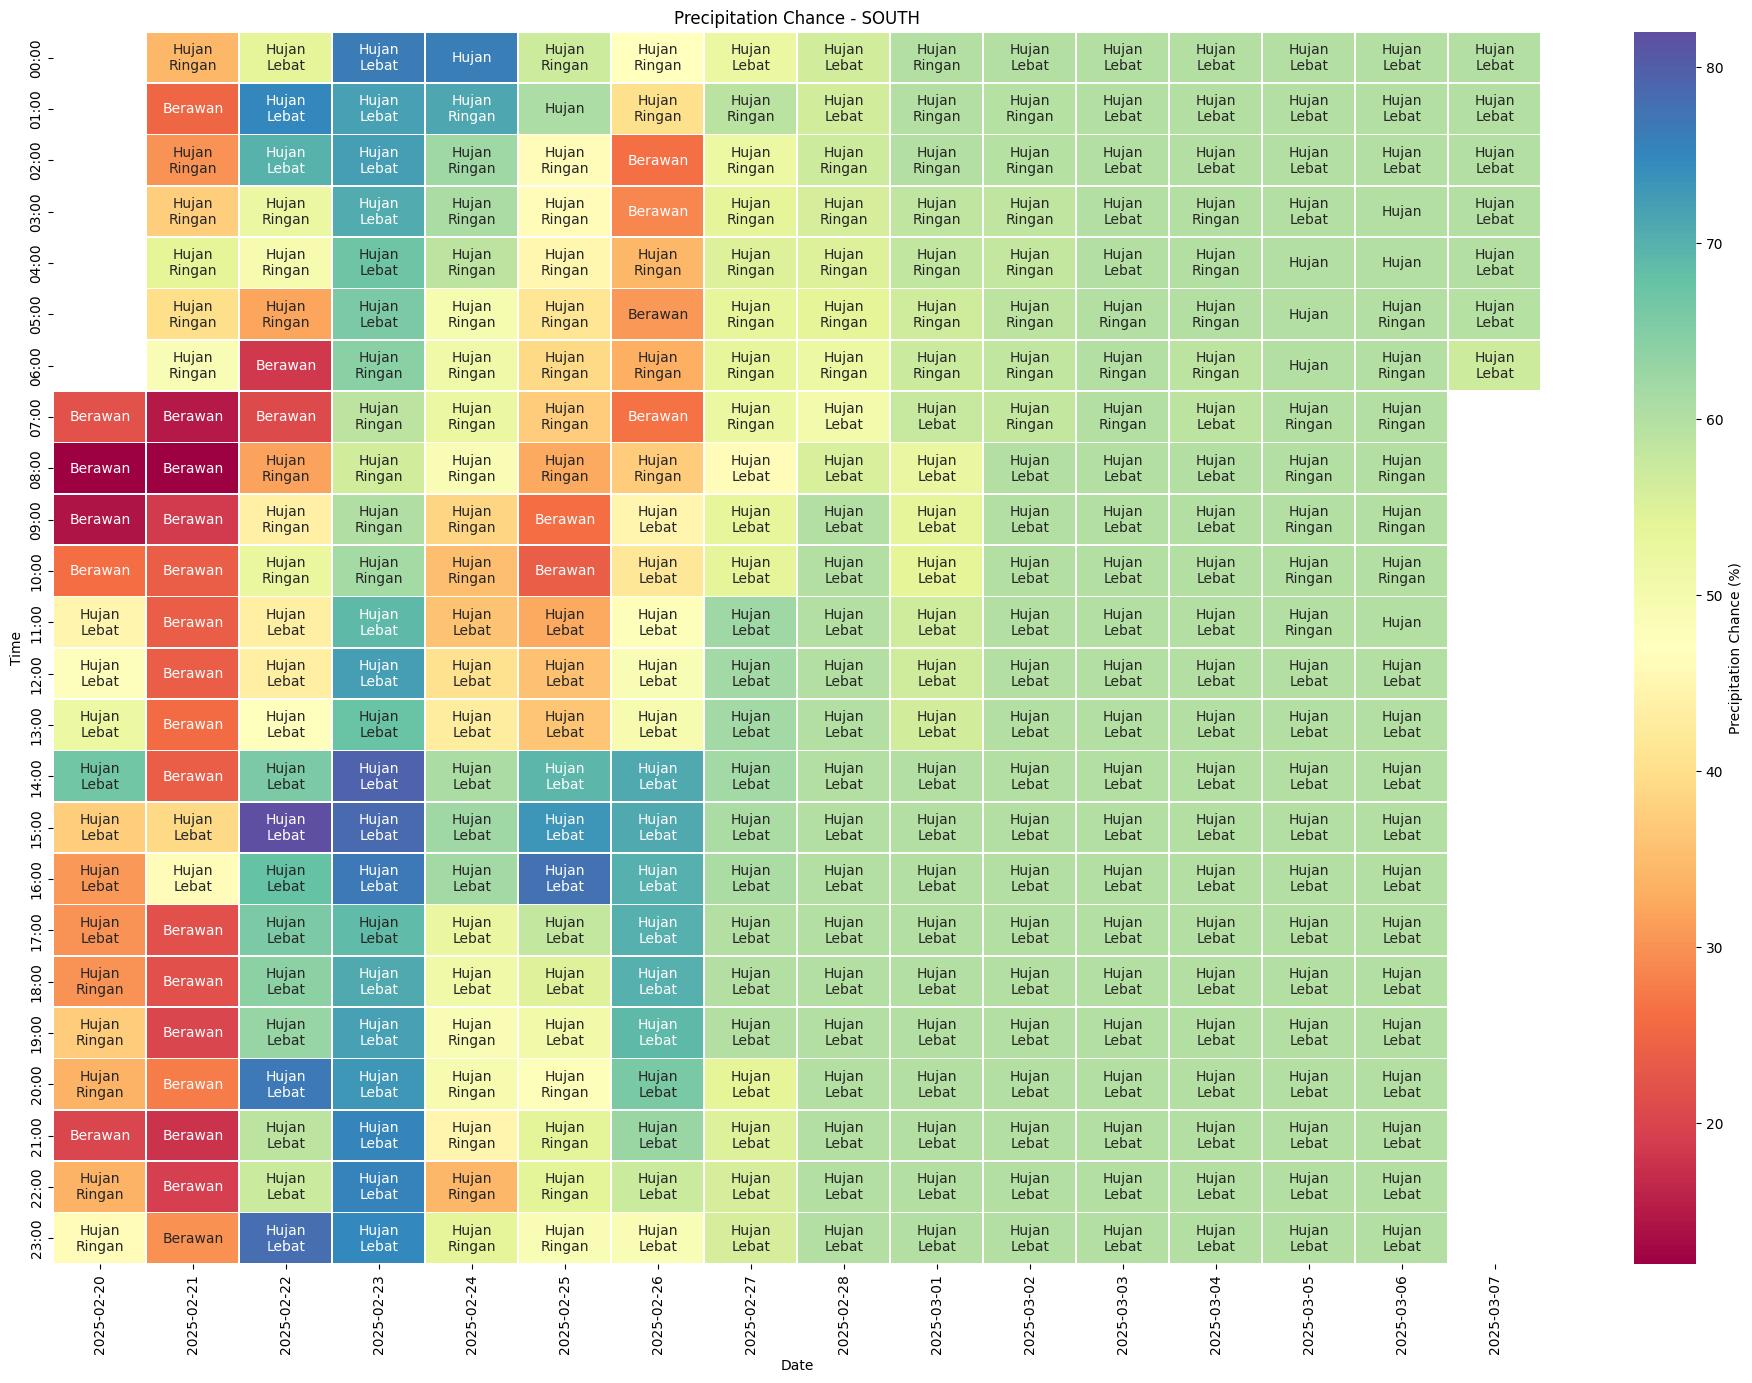 Precipitation Chance - SOUTH
00:00 Hujan Ringan Hujan Lebat Hujan Lebat Hujan Hujan Ringan Hujan Ringan Hujan Lebat Hujan Lebat Hujan Ringan Hujan Lebat Hujan Lebat Hujan Lebat Hujan Lebat Hujan Lebat Hujan Lebat
01:00 Berawan Hujan Lebat Hujan Lebat Hujan Ringan Hujan Hujan Ringan Hujan Ringan Hujan Lebat Hujan Ringan Hujan Ringan Hujan Lebat Hujan Lebat Hujan Lebat Hujan Lebat Hujan Lebat
02:00 Hujan Ringan Hujan Lebat Hujan Lebat Hujan Ringan Hujan Ringan Berawan Hujan Ringan Hujan Ringan Hujan Ringan Hujan Ringan Hujan Lebat Hujan Lebat Hujan Lebat Hujan Lebat Hujan Lebat
03:00 Hujan Ringan Hujan Ringan Hujan Lebat Hujan Ringan Hujan Ringan Berawan Hujan Ringan Hujan Ringan Hujan Ringan Hujan Ringan Hujan Lebat Hujan Ringan Hujan Lebat Hujan Hujan Lebat
04:00 Hujan Ringan Hujan Ringan Hujan Lebat Hujan Ringan Hujan Ringan Hujan Ringan Hujan Ringan Hujan Ringan Hujan Ringan Hujan Ringan Hujan Lebat Hujan Ringan Hujan Hujan Hujan Lebat
05:00 Hujan Ringan Hujan Ringan Hujan Lebat Hujan Ringan Hujan Ringan Berawan Hujan Ringan Hujan Ringan Hujan Ringan Hujan Ringan Hujan Ringan Hujan Ringan Hujan Hujan Ringan Hujan Lebat
06:00 Hujan Ringan Berawan Hujan Ringan Hujan Ringan Hujan Ringan Hujan Ringan Hujan Ringan Hujan Ringan Hujan Ringan Hujan Ringan Hujan Ringan Hujan Ringan Hujan Hujan Ringan Hujan Lebat
07:00 Berawan Berawan Berawan Hujan Ringan Hujan Ringan Hujan Ringan Berawan Hujan Ringan Hujan Lebat Hujan Lebat Hujan Ringan Hujan Ringan Hujan Lebat Hujan Ringan Hujan Ringan
08:00 Berawan Berawan Hujan Ringan Hujan Ringan Hujan Ringan Hujan Ringan Hujan Ringan Hujan Lebat Hujan Lebat Hujan Lebat Hujan Lebat Hujan Lebat Hujan Lebat Hujan Ringan Hujan Ringan
09:00 Berawan Berawan Hujan Ringan Hujan Ringan Hujan Ringan Berawan Hujan Lebat Hujan Lebat Hujan Lebat Hujan Lebat Hujan Lebat Hujan Lebat Hujan Lebat Hujan Ringan Hujan Ringan
10:00 Berawan Berawan Hujan Ringan Hujan Ringan Hujan Ringan Berawan Hujan Lebat Hujan Lebat Hujan Lebat Hujan Lebat Hujan Lebat Hujan Lebat Hujan Lebat Hujan Ringan Hujan Ringan
11:00 Hujan Lebat Berawan Hujan Lebat Hujan Lebat Hujan Lebat Hujan Lebat Hujan Lebat Hujan Lebat Hujan Lebat Hujan Lebat Hujan Lebat Hujan Lebat Hujan Lebat Hujan Ringan Hujan
12:00 Hujan Lebat Berawan Hujan Lebat Hujan Lebat Hujan Lebat Hujan Lebat Hujan Lebat Hujan Lebat Hujan Lebat Hujan Lebat Hujan Lebat Hujan Lebat Hujan Lebat Hujan Lebat Hujan Lebat
13:00 Hujan Lebat Berawan Hujan Lebat Hujan Lebat Hujan Lebat Hujan Lebat Hujan Lebat Hujan Lebat Hujan Lebat Hujan Lebat Hujan Lebat Hujan Lebat Hujan Lebat Hujan Lebat Hujan Lebat
14:00 Hujan Lebat Berawan Hujan Lebat Hujan Lebat Hujan Lebat Hujan Lebat Hujan Lebat Hujan Lebat Hujan Lebat Hujan Lebat Hujan Lebat Hujan Lebat Hujan Lebat Hujan Lebat Hujan Lebat
15:00 Hujan Lebat Hujan Lebat Hujan Lebat Hujan Lebat Hujan Lebat Hujan Lebat Hujan Lebat Hujan Lebat Hujan Lebat Hujan Lebat Hujan Lebat Hujan Lebat Hujan Lebat Hujan Lebat Hujan Lebat
16:00 Hujan Lebat Hujan Lebat Hujan Lebat Hujan Lebat Hujan Lebat Hujan Lebat Hujan Lebat Hujan Lebat Hujan Lebat Hujan Lebat Hujan Lebat Hujan Lebat Hujan Lebat Hujan Lebat Hujan Lebat
17:00 Hujan Lebat Berawan Hujan Lebat Hujan Lebat Hujan Lebat Hujan Lebat Hujan Lebat Hujan Lebat Hujan Lebat Hujan Lebat Hujan Lebat Hujan Lebat Hujan Lebat Hujan Lebat Hujan Lebat
18:00 Hujan Ringan Berawan Hujan Lebat Hujan Lebat Hujan Lebat Hujan Lebat Hujan Lebat Hujan Lebat Hujan Lebat Hujan Lebat Hujan Lebat Hujan Lebat Hujan Lebat Hujan Lebat Hujan Lebat
19:00 Hujan Ringan Berawan Hujan Lebat Hujan Lebat Hujan Ringan Hujan Lebat Hujan Lebat Hujan Lebat Hujan Lebat Hujan Lebat Hujan Lebat Hujan Lebat Hujan Lebat Hujan Lebat Hujan Lebat
20:00 Hujan Ringan Berawan Hujan Lebat Hujan Lebat Hujan Ringan Hujan Ringan Hujan Lebat Hujan Lebat Hujan Lebat Hujan Lebat Hujan Lebat Hujan Lebat Hujan Lebat Hujan Lebat Hujan Lebat
21:00 Berawan Berawan Hujan Lebat Hujan Lebat Hujan Ringan Hujan Ringan Hujan Lebat Hujan Lebat Hujan Lebat Hujan Lebat Hujan Lebat Hujan Lebat Hujan Lebat Hujan Lebat Hujan Lebat
22:00 Hujan Ringan Berawan Hujan Lebat Hujan Lebat Hujan Ringan Hujan Ringan Hujan Lebat Hujan Lebat Hujan Lebat Hujan Lebat Hujan Lebat Hujan Lebat Hujan Lebat Hujan Lebat Hujan Lebat
23:00 Hujan Ringan Berawan Hujan Lebat Hujan Lebat Hujan Ringan Hujan Ringan Hujan Lebat Hujan Lebat Hujan Lebat Hujan Lebat Hujan Lebat Hujan Lebat Hujan Lebat Hujan Lebat Hujan Lebat
Time
2025-02-20 2025-02-21 2025-02-22 2025-02-23 2025-02-24 2025-02-25 2025-02-26 2025-02-27 2025-02-28 2025-03-01 2025-03-02 2025-03-03 2025-03-04 2025-03-05 2025-03-06 2025-03-07
Date
80
70
60
50
40
30
20
Precipitation Chance (%)